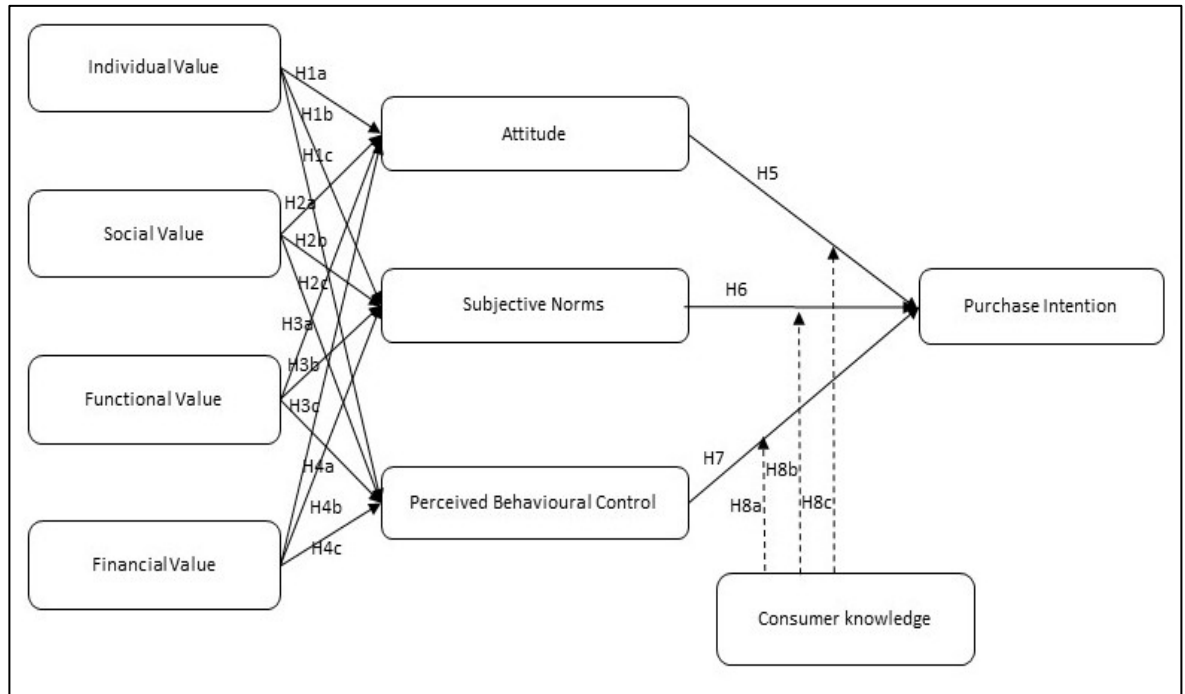 Individual Value
H1a
H1b
Attitude
H1c
H5
H2a
Social Value
H2b
H2c
H6
Subjective Norms
Purchase Intention
H3a
H3b
Functional Value
H3c
H7
H4a
H8b
Perceived Behavioural Control
H4b
H8a
H8c
H4c
Financial Value
Consumer knowledge